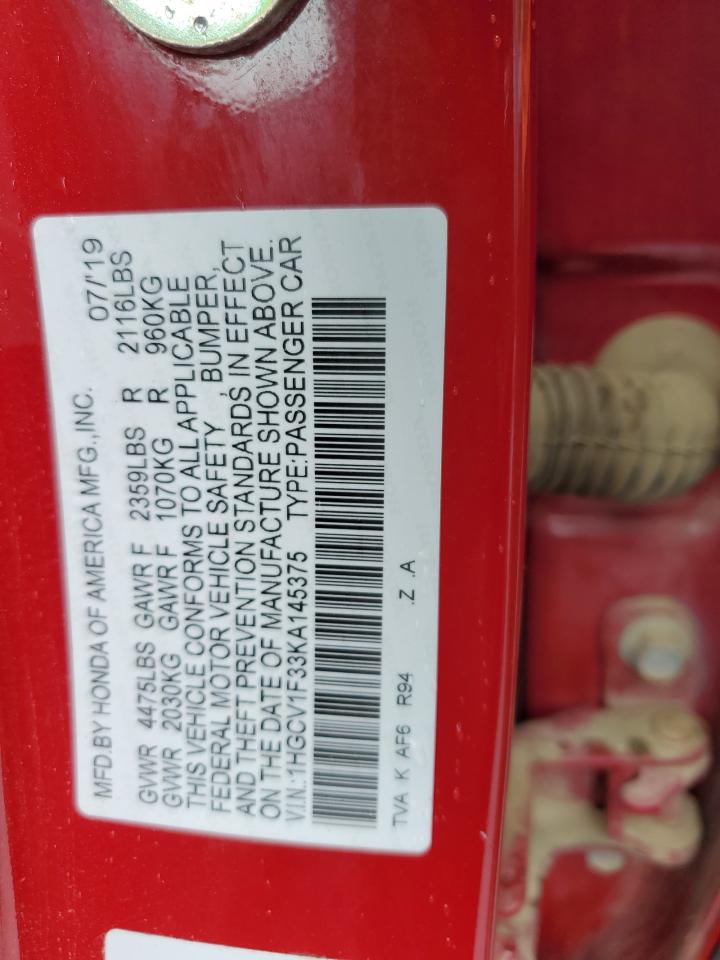 MFD BY HONDA OF AMERICA MFG.,INC. 07/'19
GVWR 4475LBS GAWR F 2359LBS R 2116LBS
GVWR 2030KG GAWR F 1070KG R 960KG
THIS VEHICLE CONFORMS TO ALL APPLICABLE
FEDERAL MOTOR VEHICLE SAFETY , BUMPER,
AND THEFT PREVENTION STANDARDS IN EFFECT
ON THE DATE OF MANUFACTURE SHOWN ABOVE.
V.I.N.:1HGCV1F33KA145375 TYPE:PASSENGER CAR
TVA K AF6 R94 .Z .A